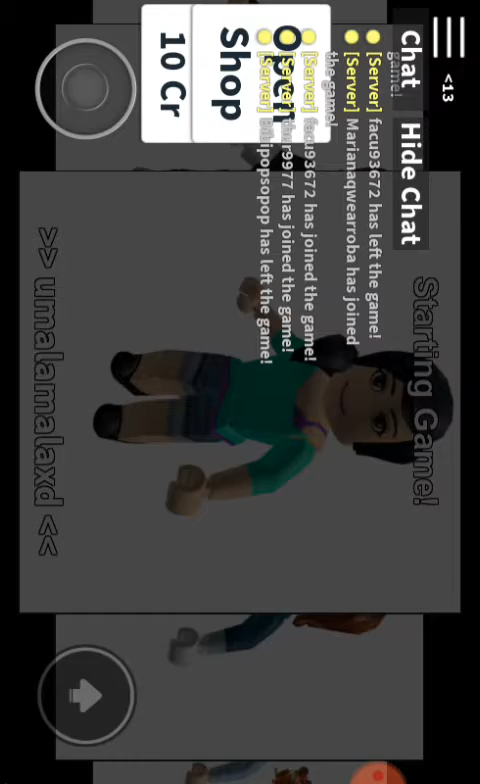 <13
Chat
Hide Chat
game!
[Server] facu93672 has left the game!
[Server] Marianaqwearroba has joined
the game!
[Server] facu93672 has joined the game!
[Server] has joined the game!
[Server] has left the game!
Open
Shop
10 Cr
Starting Game!
>> umalamalaxd <<